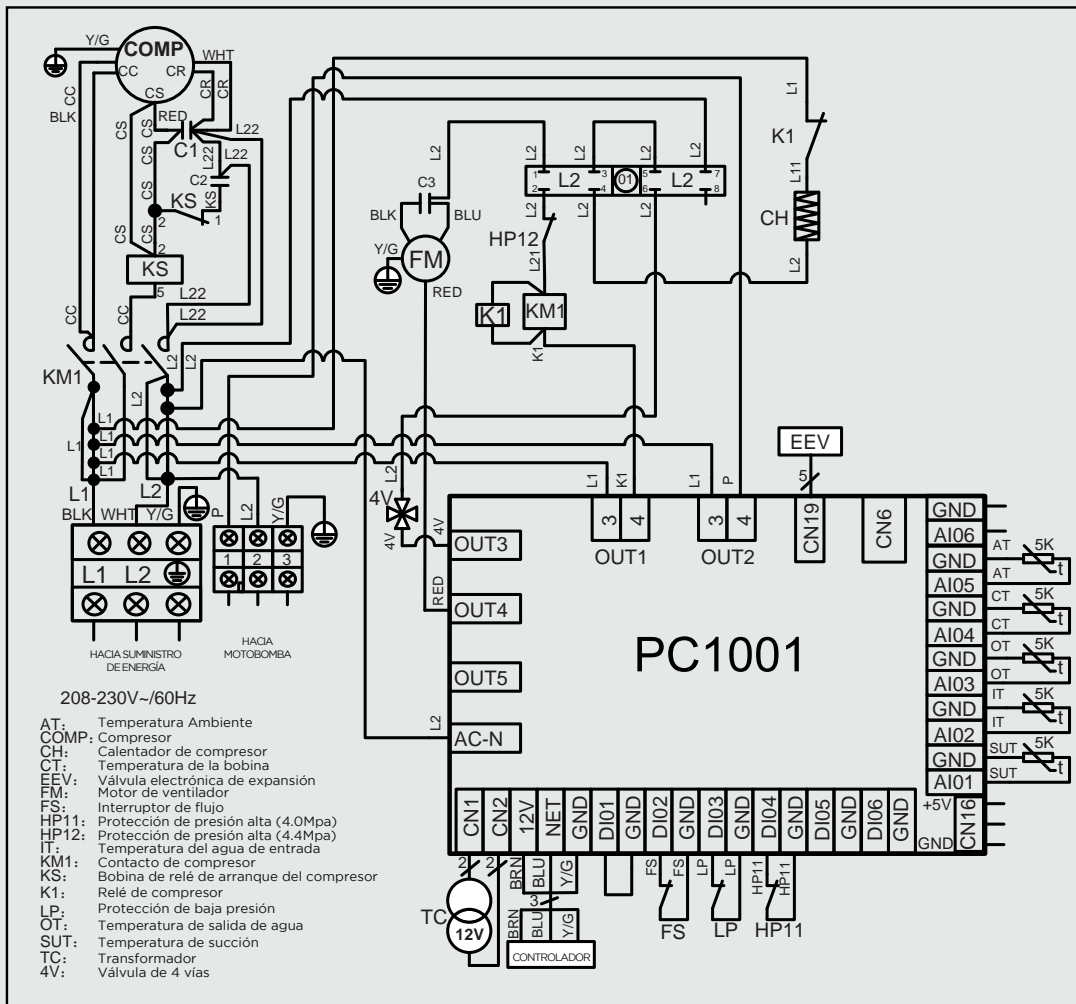 Y/G
COMP
WHT
CC
CR
CS
BLK
CC
CR
CR
RED
CS
CS
C1
L22
CS
L22
L22
C2
CS
KS
KS
2
1
CS
CS
2
KS
5
L22
L22
CC
CC
L2
L2
KM1
L2
L1
L1
L1
L1
L1
L1
L2
BLK
WHT
Y/G
P
L2
Y/G
L1
L2
1
2
3
HACIA SUMINISTRO
DE ENERGÍA
HACIA
MOTOBOMBA
208-230V~/60Hz
L2
C3
BLK
BLU
Y/G
FM
RED
L2
L2
L2
L2
1
2
L2
3
4
01
5
6
L2
7
8
L2
L2
L2
HP12
L21
K1
KM1
K1
L1
K1
L11
CH
L2
L2
4V
4V
4V
RED
L2
L1
K1
L1
P
EEV
5
3
4
OUT1
3
4
OUT2
CN19
CN6
OUT3
OUT4
OUT5
AC-N
PC1001
GND
AI06
GND
AI05
GND
AI04
GND
AI03
GND
AI02
GND
AI01
+5V
GND
CN16
AT
5K
AT
t
CT
5K
CT
t
OT
5K
OT
t
IT
5K
IT
t
SUT
5K
SUT
t
CN1
CN2
12V
NET
GND
DI01
GND
DI02
GND
DI03
GND
DI04
GND
DI05
GND
DI06
GND
2
2
BRN
BLU
Y/G
3
BRN
BLU
Y/G
TC
12V
CONTROLADOR
FS
FS
FS
LP
LP
LP
HP11
HP11
HP11
AT: Temperatura Ambiente
COMP: Compresor
CH: Calentador de compresor
CT: Temperatura de la bobina
EEV: Válvula electrónica de expansión
FM: Motor de ventilador
FS: Interruptor de flujo
HP11: Protección de presión alta (4.0Mpa)
HP12: Protección de presión alta (4.4Mpa)
IT: Temperatura del agua de entrada
KM1: Contacto de compresor
KS: Bobina de relé de arranque del compresor
K1: Relé de compresor
LP: Protección de baja presión
OT: Temperatura de salida de agua
SUT: Temperatura de succión
TC: Transformador
4V: Válvula de 4 vías